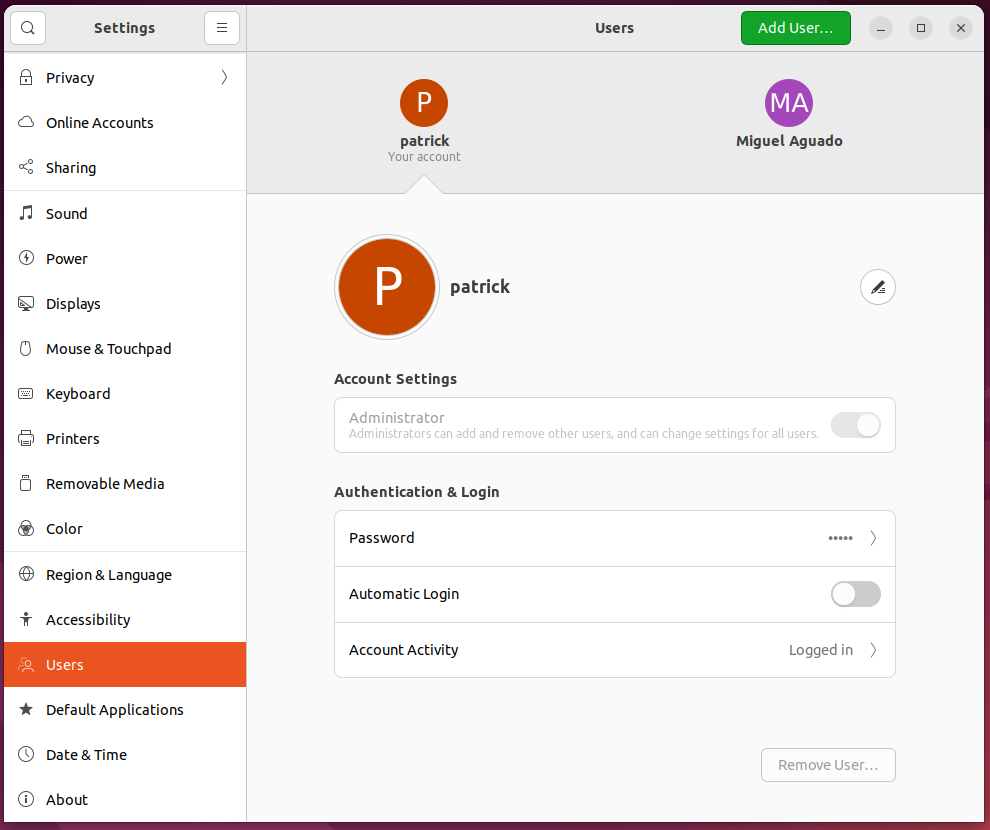 Settings
Users
Add User...
Privacy
Online Accounts
Sharing
Sound
Power
Displays
Mouse & Touchpad
Keyboard
Printers
Removable Media
Color
Region & Language
Accessibility
Users
Default Applications
Date & Time
About
P
patrick
Your account
MA
Miguel Aguado
P
patrick
Account Settings
Administrator
Administrators can add and remove other users, and can change settings for all users.
Authentication & Login
Password •••••
Automatic Login
Account Activity Logged in
Remove User...